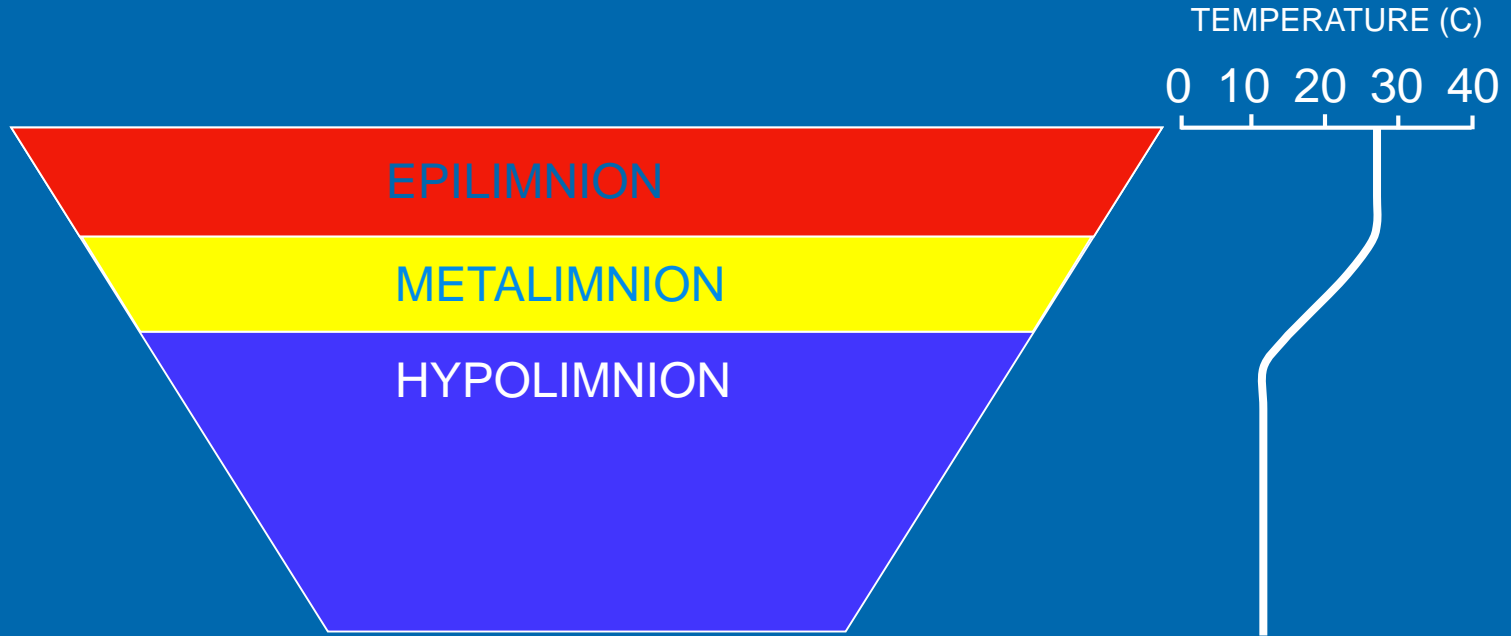 TEMPERATURE (C)
0 10 20 30 40
EPILIMNION
METALIMNION
HYPOLIMNION